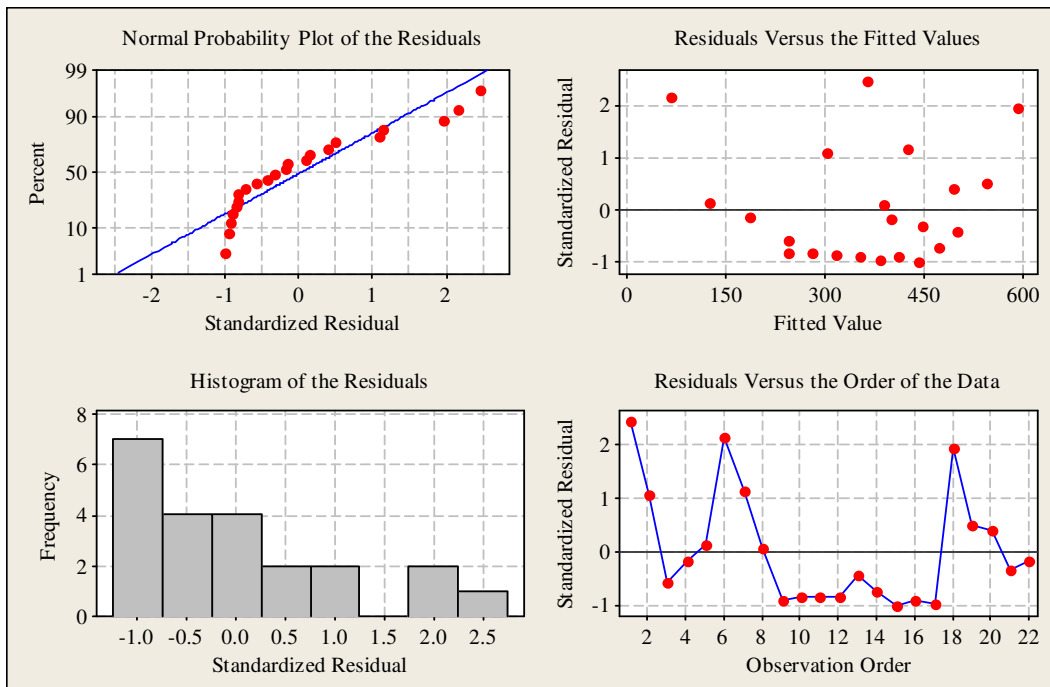 Normal Probability Plot of the Residuals
99
90
50
10
1
Percent
-2 -1 0 1 2
Standardized Residual
Residuals Versus the Fitted Values
2
1
0
-1
Standardized Residual
0 150 300 450 600
Fitted Value
Histogram of the Residuals
8
6
4
2
0
Frequency
-1.0 -0.5 0.0 0.5 1.0 1.5 2.0 2.5
Standardized Residual
Residuals Versus the Order of the Data
2
1
0
-1
Standardized Residual
2 4 6 8 10 12 14 16 18 20 22
Observation Order